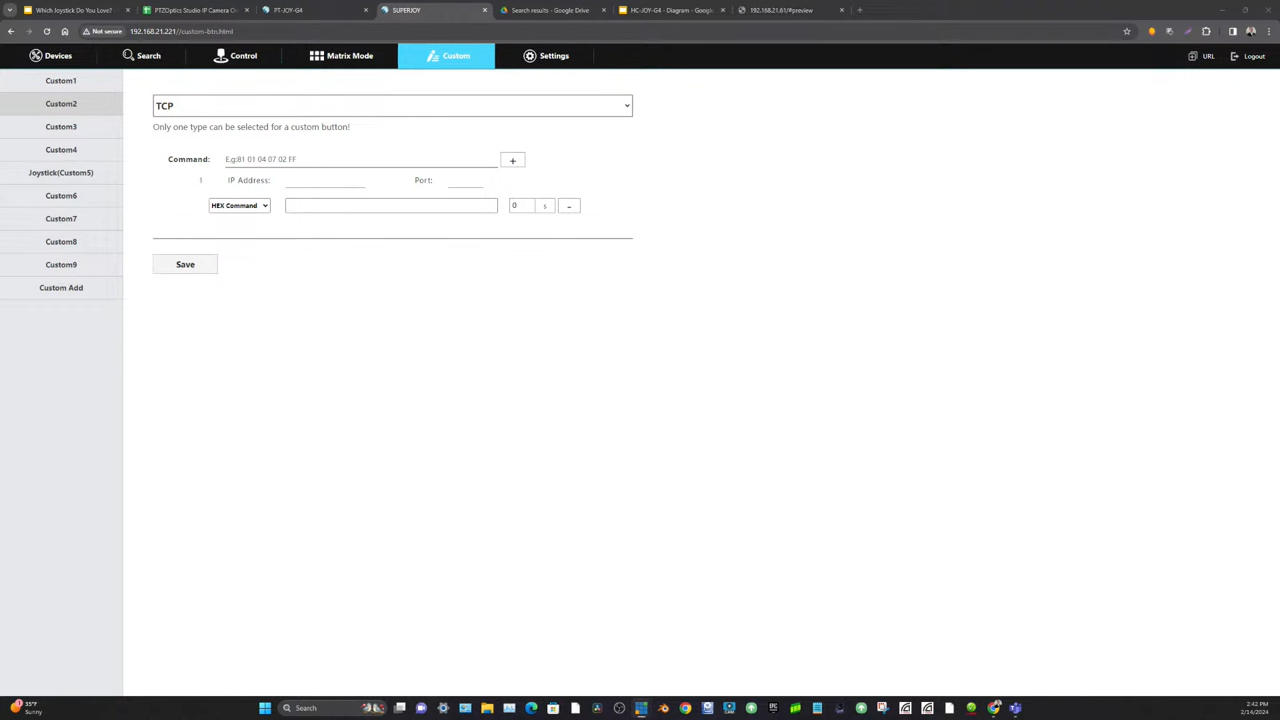 Which Joystick Do You Love?
PTZOptics Studio IP Camera Or
PT-JOY-G4
SUPERJOY
Search results - Google Drive
HC-JOY-G4 - Diagram - Google
192.168.21.61/#preview
Not secure
192.168.21.221//custom-btn.html
Devices
Search
Control
Matrix Mode
Custom
Settings
URL
Logout
Custom1
Custom2
Custom3
Custom4
Joystick(Custom5)
Custom6
Custom7
Custom8
Custom9
Custom Add
TCP
Only one type can be selected for a custom button!
Command: E.g:81 01 04 07 02 FF +
1 IP Address: Port:
HEX Command 0 s -
Save
35°F
Sunny
Search
2:42 PM
2/14/2024